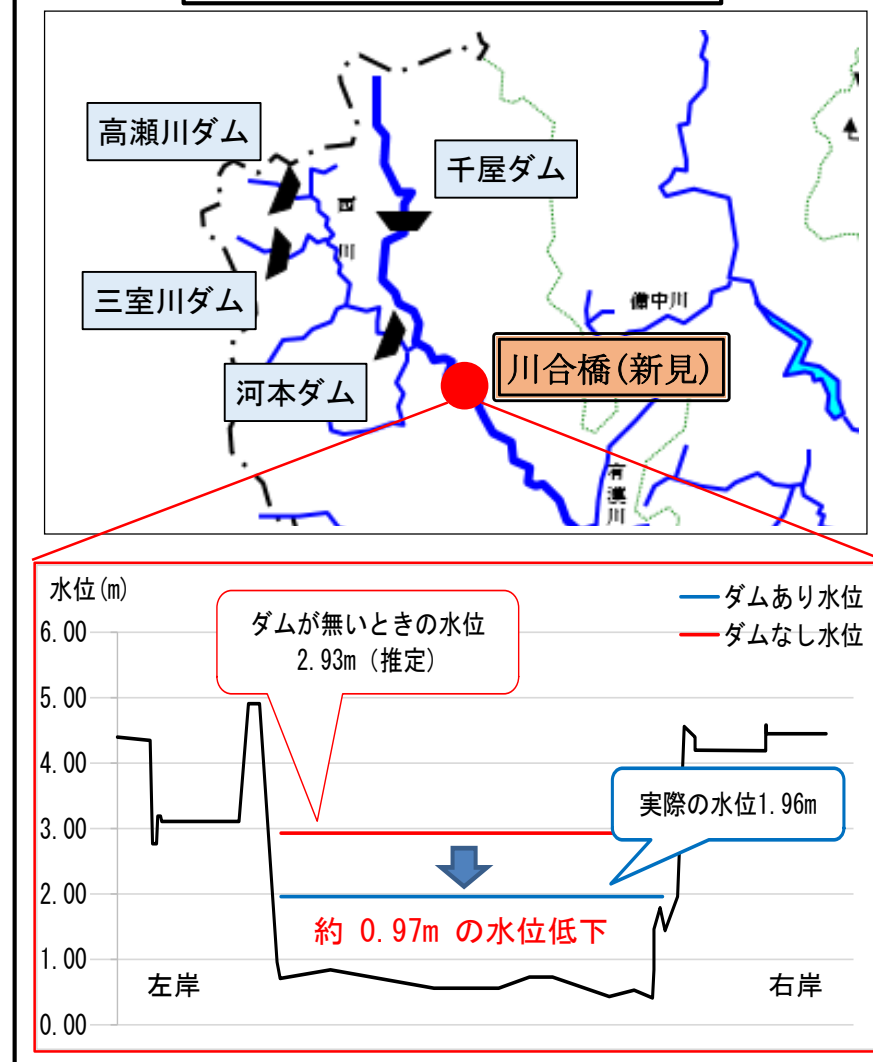 高瀬川ダム
千屋ダム
三室川ダム
河本ダム
川合橋(新見)
備中川
有漢川
水位(m)
ダムあり水位
ダムなし水位
ダムが無いときの水位
2.93m (推定)
実際の水位1.96m
約 0.97m の水位低下
6.00
5.00
4.00
3.00
2.00
1.00
0.00
左岸
右岸